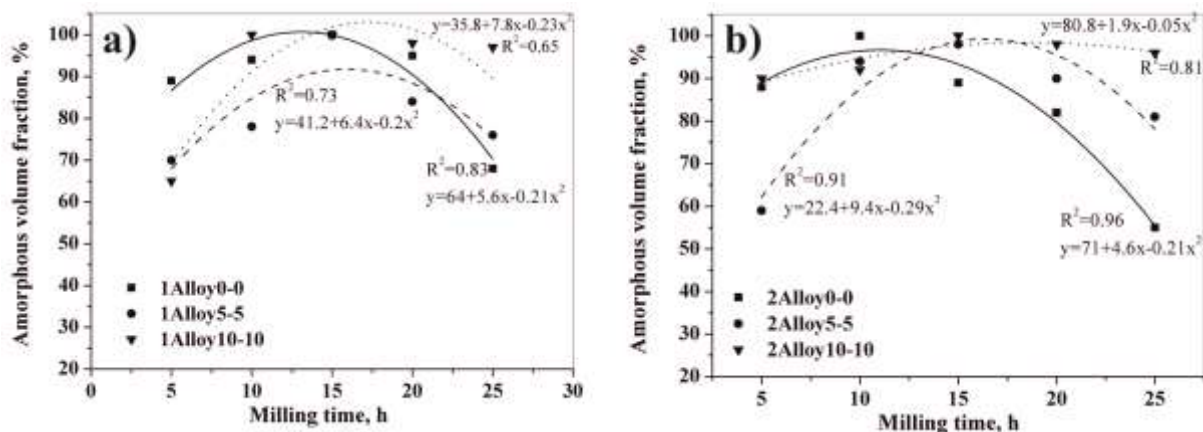 a)
y=35.8+7.8x-0.23x²
R²=0.65
R²=0.73
y=41.2+6.4x-0.2x²
R²=0.83
y=64+5.6x-0.21x²
1Alloy0-0
1Alloy5-5
1Alloy10-10
Amorphous volume fraction, %
110
100
90
80
70
60
50
40
30
20
0 5 10 15 20 25 30
Milling time, h
b)
y=80.8+1.9x-0.05x²
R²=0.81
R²=0.91
y=22.4+9.4x-0.29x²
R²=0.96
y=71+4.6x-0.21x²
2Alloy0-0
2Alloy5-5
2Alloy10-10
Amorphous volume fraction, %
110
100
90
80
70
60
50
40
30
20
5 10 15 20 25
Milling time, h